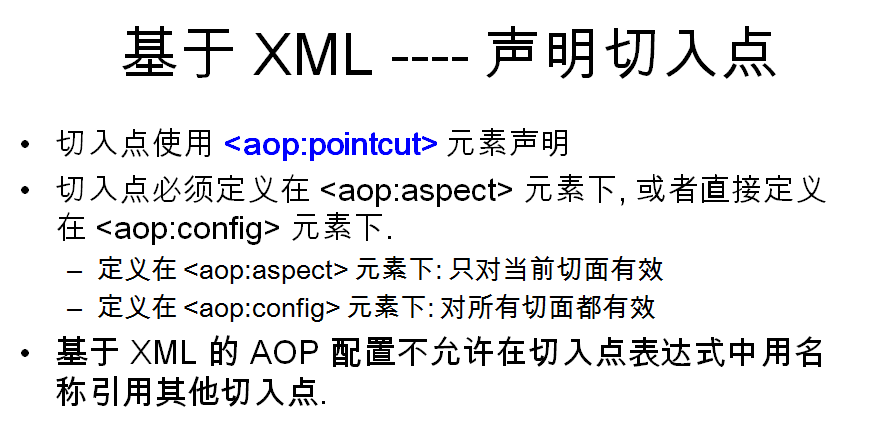 基于 XML ---- 声明切入点
• 切入点使用 <aop:pointcut> 元素声明
• 切入点必须定义在 <aop:aspect> 元素下, 或者直接定义
在 <aop:config> 元素下.
– 定义在 <aop:aspect> 元素下: 只对当前切面有效
– 定义在 <aop:config> 元素下: 对所有切面都有效
• 基于 XML 的 AOP 配置不允许在切入点表达式中用名
称引用其他切入点.